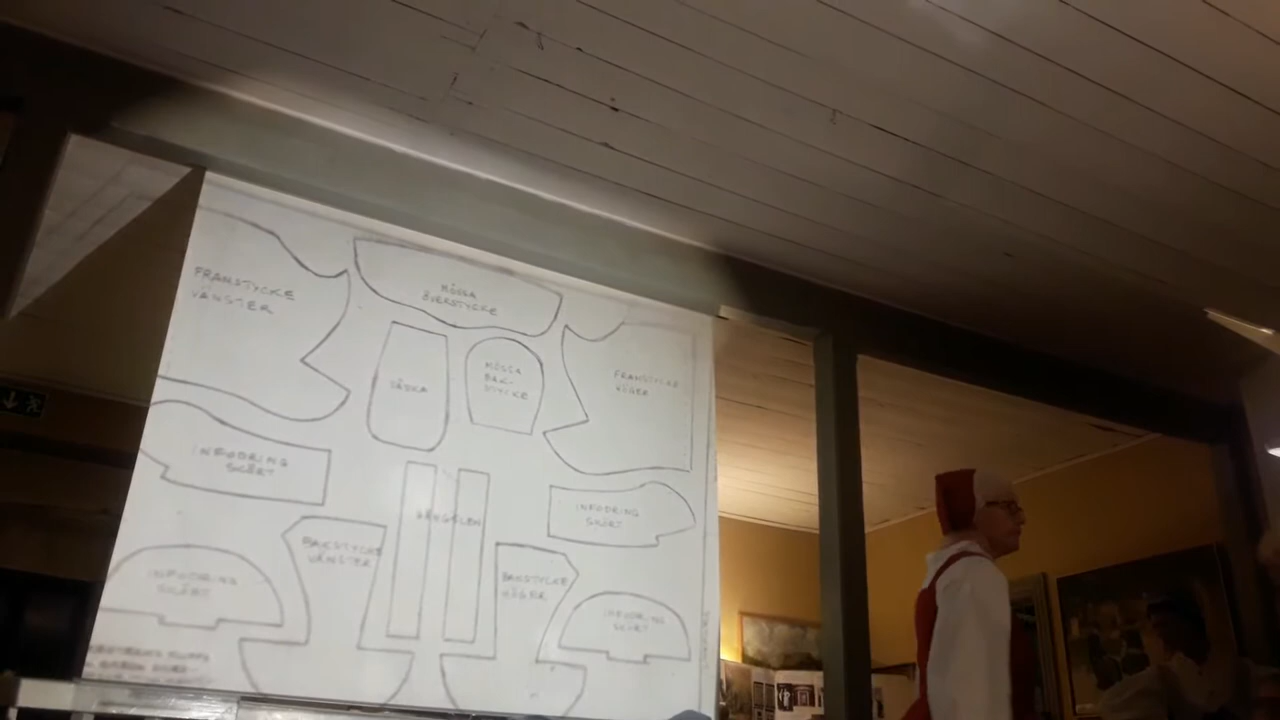 FRAMSTYCKE
VÄNSTER
MÖSSA
ÖVERSTYCKE
MÖSSA
BAK-
STYCKE
FRAMSTYCKE
HÖGER
INFODRING
SKÖRT
INFODRING
SKÖRT
BAKSTYCKE
VÄNSTER
BAKSTYCKE
HÖGER
INFODRING
SKÖRT
INFODRING
SKÖRT